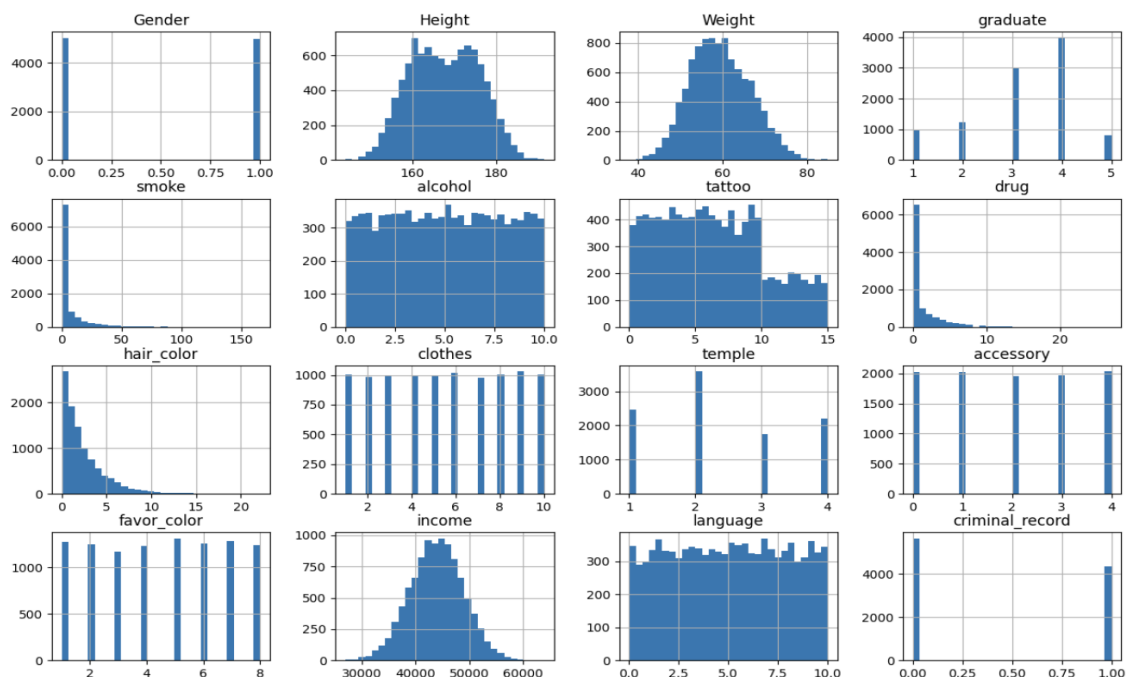 Gender Height Weight graduate
4000 2000 0
600 400 200 0
800 600 400 200 0
4000 3000 2000 1000 0
0.00 0.25 0.50 0.75 1.00
160 180
40 60 80
1 2 3 4 5
smoke alcohol tattoo drug
6000 4000 2000 0
300 200 100 0
400 300 200 100 0
6000 4000 2000 0
0 50 100 150
0.0 2.5 5.0 7.5 10.0
0 5 10 15
0 10 20
hair_color clothes temple accessory
2000 1000 0
1000 750 500 250 0
3000 2000 1000 0
2000 1500 1000 500 0
0 5 10 15 20
2 4 6 8 10
1 2 3 4
0 1 2 3 4
favor_color income language criminal_record
1000 500 0
1000 750 500 250 0
300 200 100 0
4000 2000 0
2 4 6 8
30000 40000 50000 60000
0.0 2.5 5.0 7.5 10.0
0.00 0.25 0.50 0.75 1.00